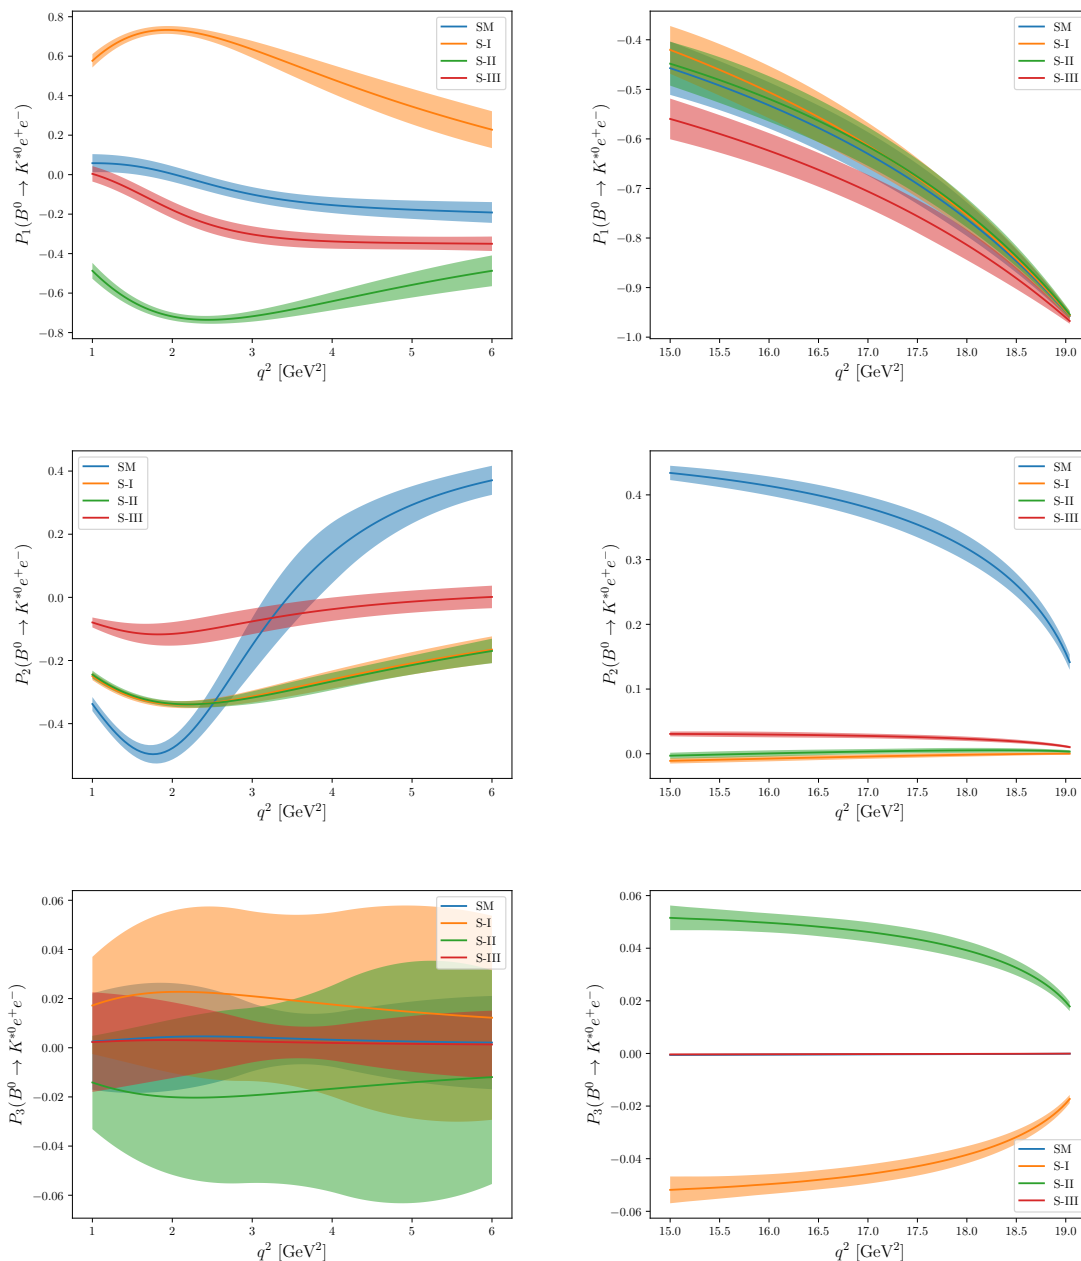 0.8
0.6
0.4
0.2
0.0
−0.2
−0.4
−0.6
−0.8
P₁(B⁰ → K*⁰e⁺e⁻)
SM
S-I
S-II
S-III
1 2 3 4 5 6
q² [GeV²]
−0.4
−0.5
−0.6
−0.7
−0.8
−0.9
−1.0
P₁(B⁰ → K*⁰e⁺e⁻)
SM
S-I
S-II
S-III
15.0 15.5 16.0 16.5 17.0 17.5 18.0 18.5 19.0
q² [GeV²]
0.4
0.2
0.0
−0.2
−0.4
P₂(B⁰ → K*⁰e⁺e⁻)
SM
S-I
S-II
S-III
1 2 3 4 5 6
q² [GeV²]
0.4
0.3
0.2
0.1
0.0
P₂(B⁰ → K*⁰e⁺e⁻)
SM
S-I
S-II
S-III
15.0 15.5 16.0 16.5 17.0 17.5 18.0 18.5 19.0
q² [GeV²]
0.06
0.04
0.02
0.00
−0.02
−0.04
−0.06
P₃(B⁰ → K*⁰e⁺e⁻)
SM
S-I
S-II
S-III
1 2 3 4 5 6
q² [GeV²]
0.06
0.04
0.02
0.00
−0.02
−0.04
−0.06
P₃(B⁰ → K*⁰e⁺e⁻)
SM
S-I
S-II
S-III
15.0 15.5 16.0 16.5 17.0 17.5 18.0 18.5 19.0
q² [GeV²]